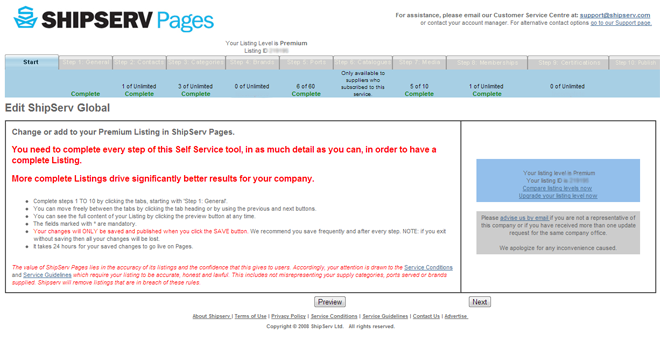 SHIPSERV Pages
For assistance, please email our Customer Service Centre at: support@shipserv.com
or contact your account manager. For alternative contact options go to our Support page.
Your Listing Level is Premium
Listing ID
Start
Step 1: General
Step 2: Contacts
Step 3: Categories
Step 4: Brands
Step 5: Ports
Step 6: Catalogues
Step 7: Media
Step 8: Memberships
Step 9: Certifications
Complete
1 of Unlimited
Complete
3 of Unlimited
Complete
0 of Unlimited
6 of 60
Complete
Only available to
suppliers who
subscribed to this
service.
5 of 10
Complete
1 of Unlimited
Complete
0 of Unlimited
Edit ShipServ Global
Change or add to your Premium Listing in ShipServ Pages.
You need to complete every step of this Self Service tool, in as much detail as you can, in order to have a
complete Listing.
More complete Listings drive significantly better results for your company.
Complete steps 1 TO 10 by clicking the tabs, starting with 'Step 1: General'.
You can move freely between the tabs by clicking the tab heading or by using the previous and next buttons.
You can see the full content of your Listing by clicking the preview button at any time.
The fields marked with * are mandatory.
Your changes will ONLY be saved and published when you click the SAVE button. We recommend you save frequently and after every step. NOTE: if you exit
without saving then all your changes will be lost.
It takes 24 hours for your saved changes to go live on Pages.
The value of ShipServ Pages lies in the accuracy of its listings and the confidence that this gives to users. Accordingly, your attention is drawn to the Service Conditions
and Service Guidelines which require your listing to be accurate, honest and lawful. This includes not misrepresenting your supply categories, ports served or brands
supplied. Shipserv will remove listings that are in breach of these rules
Your listing level is Premium
Your listing ID is
Compare listing levels now
Upgrade your listing level now
Please advise us by email if you are not a representative of
this company or if you have received more than one update
request for the same company office.
We apologize for any inconvenience caused.
Preview
Next
About Shipserv | Terms of Use | Privacy Policy | Service Conditions | Service Guidelines | Contact Us | Advertise
Copyright © 2008 ShipServ Ltd. All rights reserved.